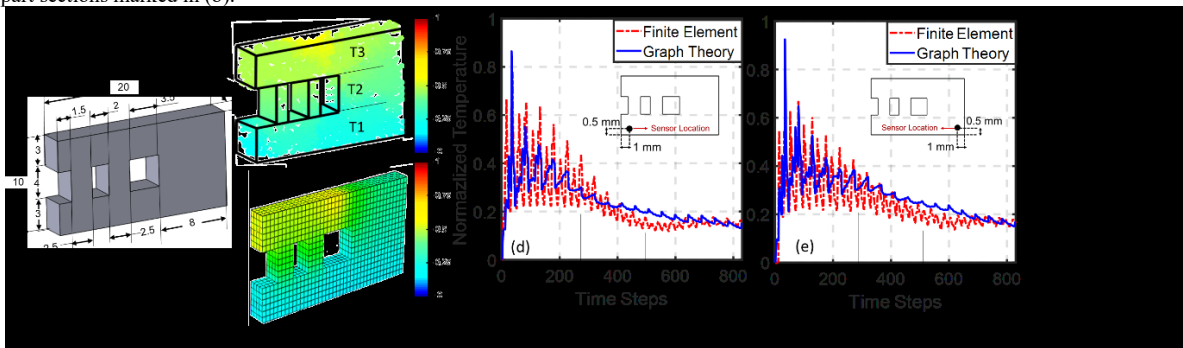 part sections marked in (b).
20
1.5
2
3.5
3
10
4
3
2.5
2.5
8
T3
T2
T1
Normazlized Temperature
1
0.8
0.6
0.4
0.2
0
Finite Element
Graph Theory
0.5 mm
Sensor Location
1 mm
(d)
0 200 400 600 800
Time Steps
1
0.8
0.6
0.4
0.2
0
Finite Element
Graph Theory
0.5 mm
Sensor Location
1 mm
(e)
0 200 400 600 800
Time Steps